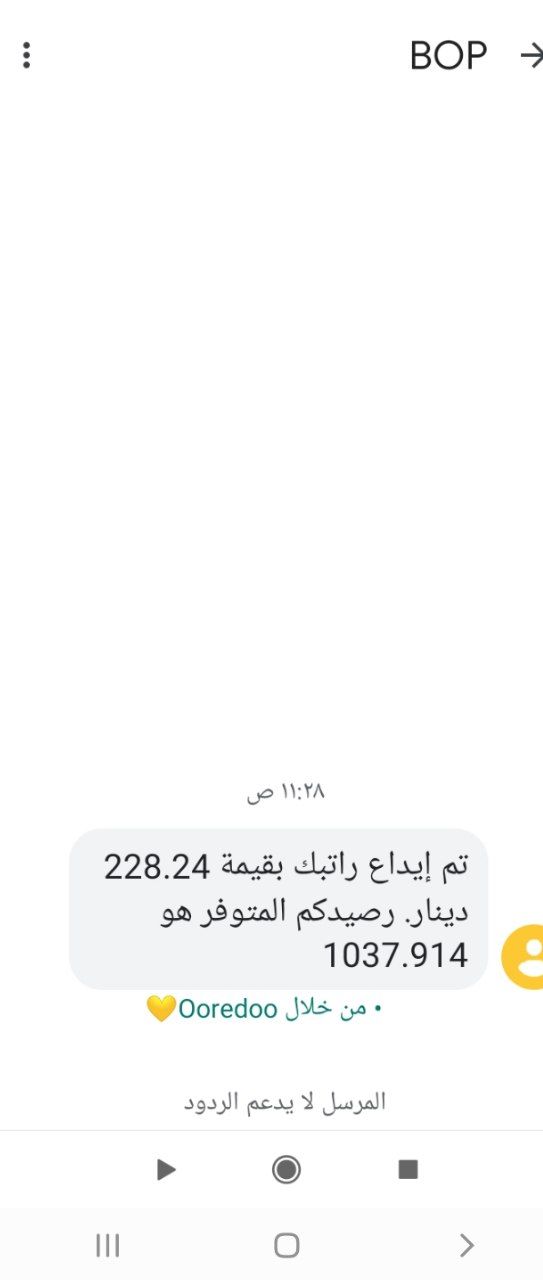 BOP
١١:٢٨ ص
تم إيداع راتبك بقيمة 228.24
دينار. رصيدكم المتوفر هو
1037.914
• من خلال Ooredoo💛
المرسل لا يدعم الردود